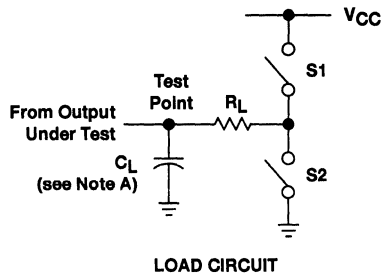 VCC
S1
Test
Point
RL
From Output
Under Test
CL
(see Note A)
S2
LOAD CIRCUIT